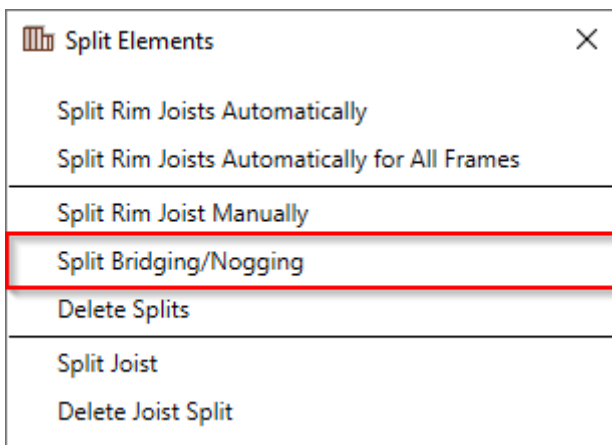 Split Elements
Split Rim Joists Automatically
Split Rim Joists Automatically for All Frames
Split Rim Joist Manually
Split Bridging/Nogging
Delete Splits
Split Joist
Delete Joist Split